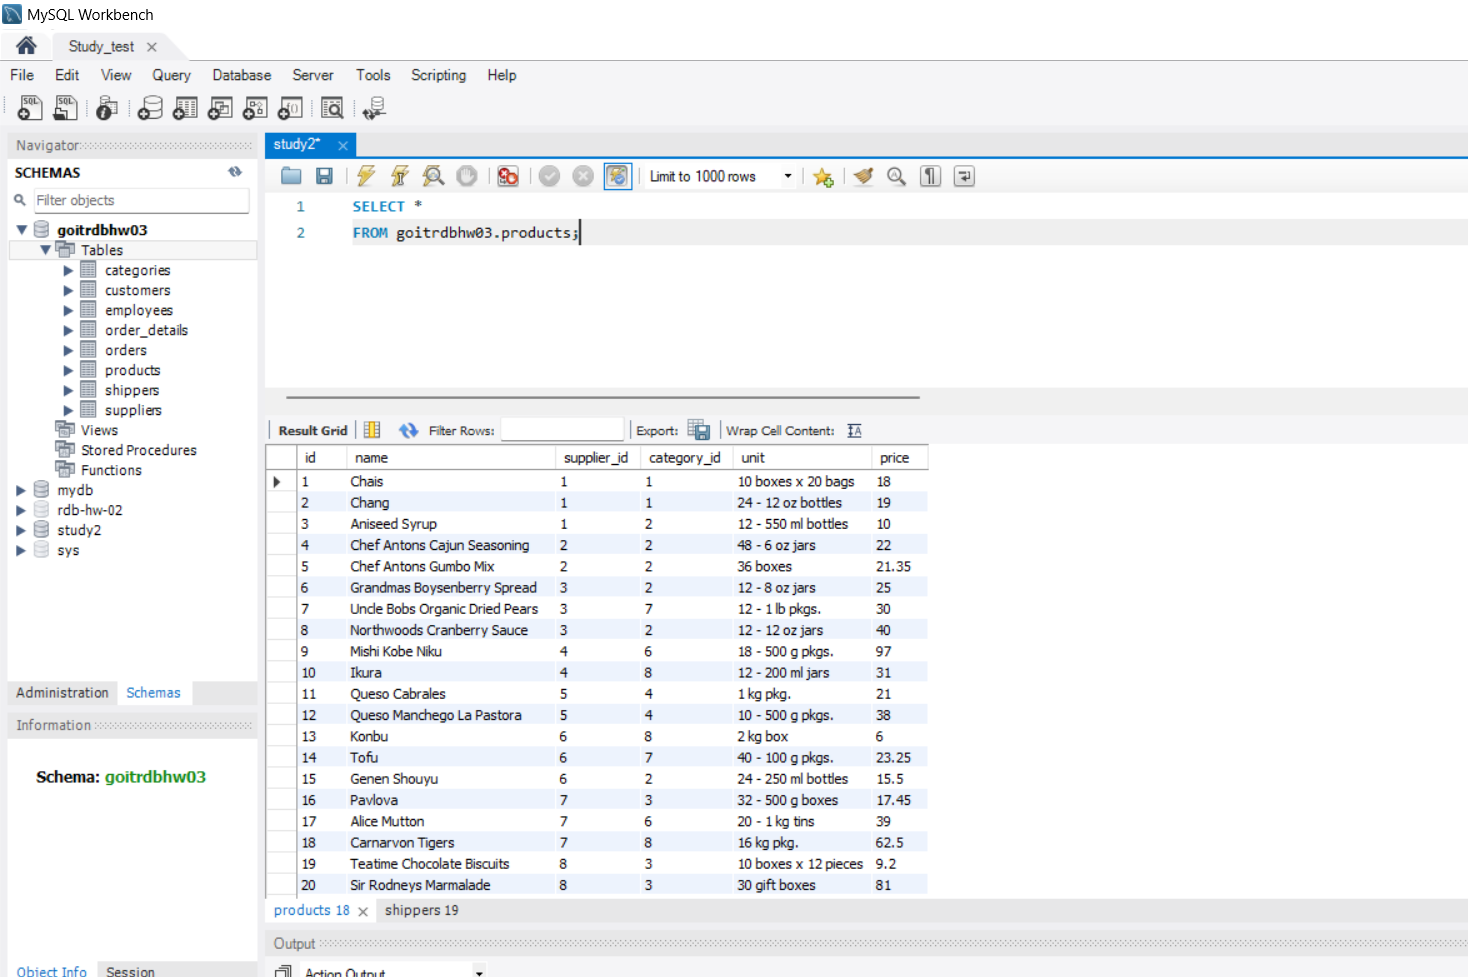 MySQL Workbench
Study_test
File Edit View Query Database Server Tools Scripting Help
Navigator
SCHEMAS
Filter objects
goitrdbhw03
Tables
categories
customers
employees
order_details
orders
products
shippers
suppliers
Views
Stored Procedures
Functions
mydb
rdb-hw-02
study2
sys
Administration Schemas
Information
Schema: goitrdbhw03
Object Info Session
study2*
Limit to 1000 rows
1 SELECT *
2 FROM goitrdbhw03.products;
Result Grid Filter Rows: Export: Wrap Cell Content:
id name supplier_id category_id unit price
1 Chais 1 1 10 boxes x 20 bags 18
2 Chang 1 1 24 - 12 oz bottles 19
3 Aniseed Syrup 1 2 12 - 550 ml bottles 10
4 Chef Antons Cajun Seasoning 2 2 48 - 6 oz jars 22
5 Chef Antons Gumbo Mix 2 2 36 boxes 21.35
6 Grandmas Boysenberry Spread 3 2 12 - 8 oz jars 25
7 Uncle Bobs Organic Dried Pears 3 7 12 - 1 lb pkgs. 30
8 Northwoods Cranberry Sauce 3 2 12 - 12 oz jars 40
9 Mishi Kobe Niku 4 6 18 - 500 g pkgs. 97
10 Ikura 4 8 12 - 200 ml jars 31
11 Queso Cabrales 5 4 1 kg pkg. 21
12 Queso Manchego La Pastora 5 4 10 - 500 g pkgs. 38
13 Konbu 6 8 2 kg box 6
14 Tofu 6 7 40 - 100 g pkgs. 23.25
15 Genen Shouyu 6 2 24 - 250 ml bottles 15.5
16 Pavlova 7 3 32 - 500 g boxes 17.45
17 Alice Mutton 7 6 20 - 1 kg tins 39
18 Carnarvon Tigers 7 8 16 kg pkg. 62.5
19 Teatime Chocolate Biscuits 8 3 10 boxes x 12 pieces 9.2
20 Sir Rodneys Marmalade 8 3 30 gift boxes 81
products 18 shippers 19
Output
Action Output